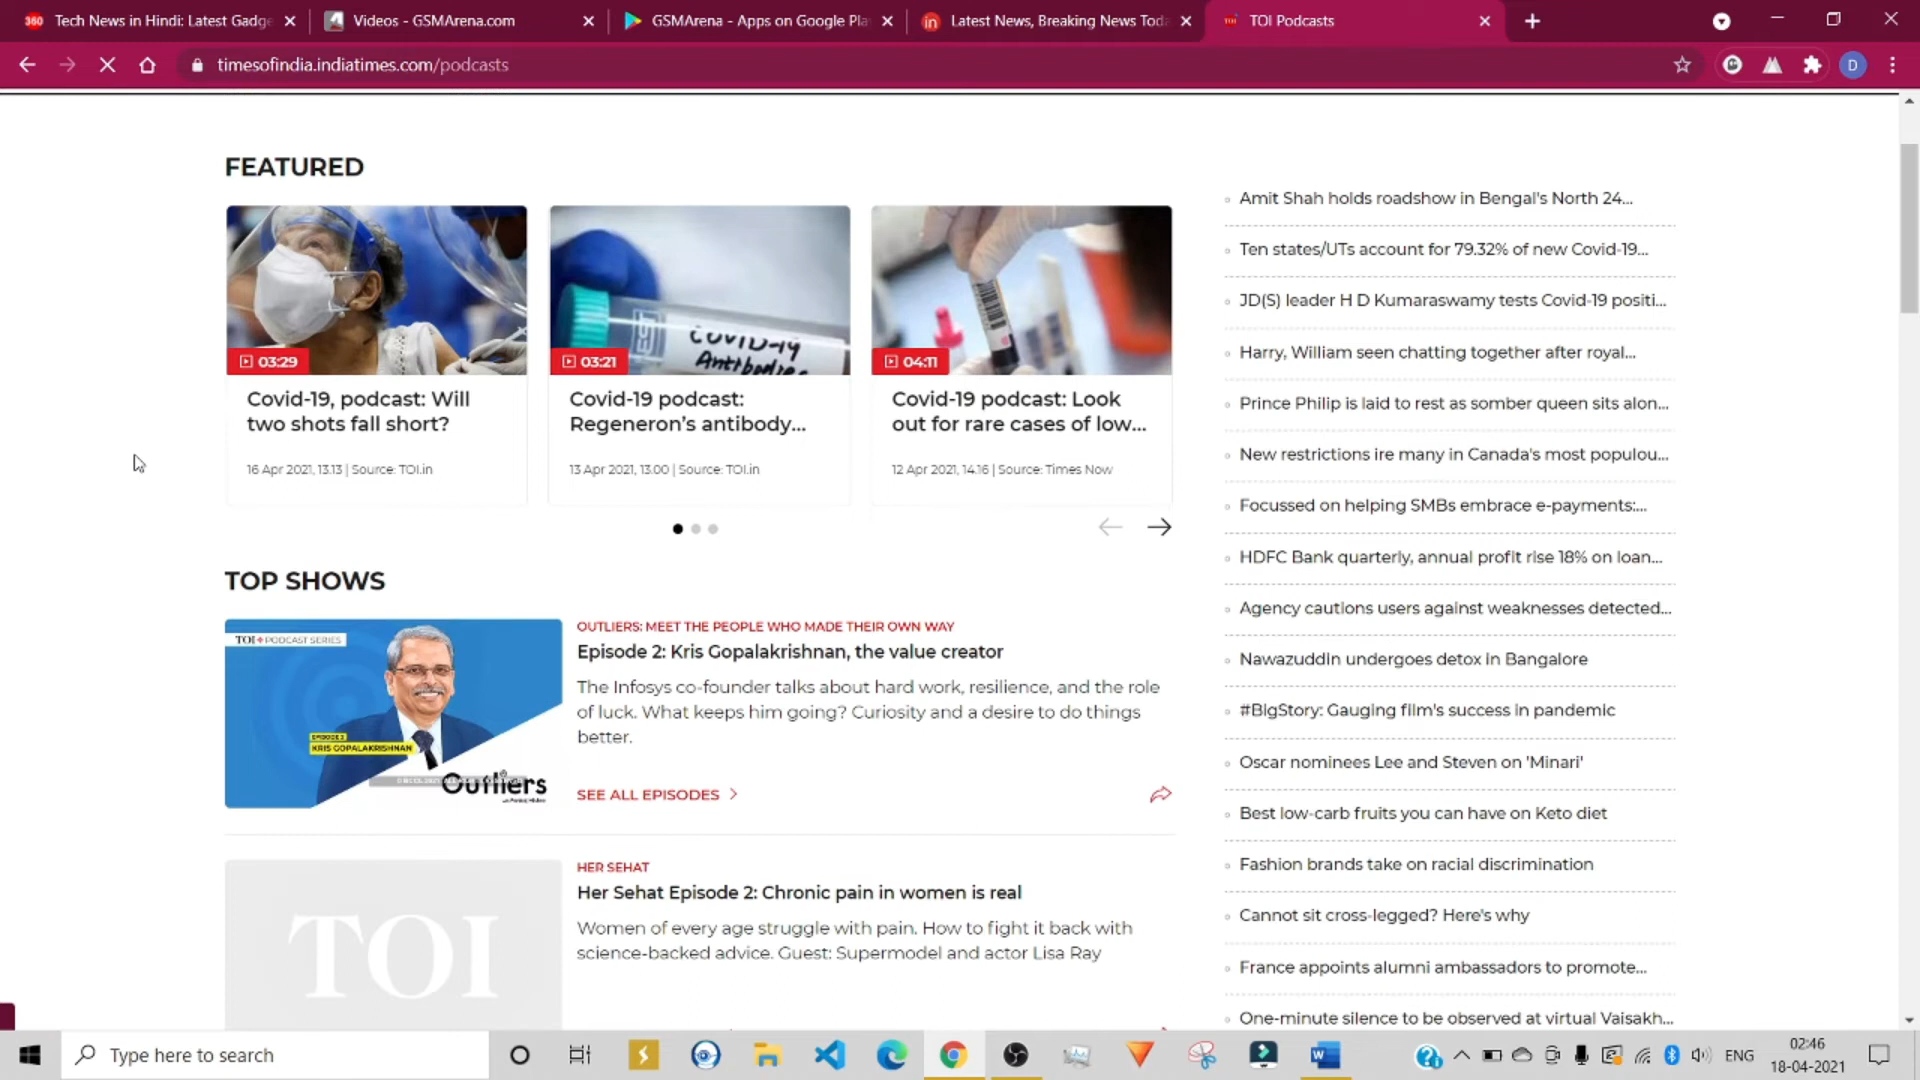 360 Tech News in Hindi: Latest Gadge
Videos - GSMArena.com
GSMArena - Apps on Google Pla
in Latest News, Breaking News Toda
TOI TOI Podcasts
timesofindia.indiatimes.com/podcasts
D
FEATURED
COVID-19
Antibodies
03:29
03:21
04:11
Covid-19, podcast: Will
two shots fall short?
16 Apr 2021, 13.13 | Source: TOI.in
Covid-19 podcast:
Regeneron’s antibody...
13 Apr 2021, 13.00 | Source: TOI.in
Covid-19 podcast: Look
out for rare cases of low...
12 Apr 2021, 14.16 | Source: Times Now
TOP SHOWS
TOI+ PODCAST SERIES
EPISODE 2
KRIS GOPALAKRISHNAN
Outliers
OUTLIERS: MEET THE PEOPLE WHO MADE THEIR OWN WAY
Episode 2: Kris Gopalakrishnan, the value creator
The Infosys co-founder talks about hard work, resilience, and the role
of luck. What keeps him going? Curiosity and a desire to do things
better.
SEE ALL EPISODES
TOI
HER SEHAT
Her Sehat Episode 2: Chronic pain in women is real
Women of every age struggle with pain. How to fight it back with
science-backed advice. Guest: Supermodel and actor Lisa Ray
Amit Shah holds roadshow in Bengal's North 24...
Ten states/UTs account for 79.32% of new Covid-19...
JD(S) leader H D Kumaraswamy tests Covid-19 positi...
Harry, William seen chatting together after royal...
Prince Philip is laid to rest as somber queen sits alon...
New restrictions ire many in Canada's most populou...
Focussed on helping SMBs embrace e-payments:...
HDFC Bank quarterly, annual profit rise 18% on loan...
Agency cautions users against weaknesses detected...
Nawazuddin undergoes detox in Bangalore
#BigStory: Gauging film's success in pandemic
Oscar nominees Lee and Steven on 'Minari'
Best low-carb fruits you can have on Keto diet
Fashion brands take on racial discrimination
Cannot sit cross-legged? Here's why
France appoints alumni ambassadors to promote...
One-minute silence to be observed at virtual Vaisakh...
Type here to search
ENG
02:46
18-04-2021